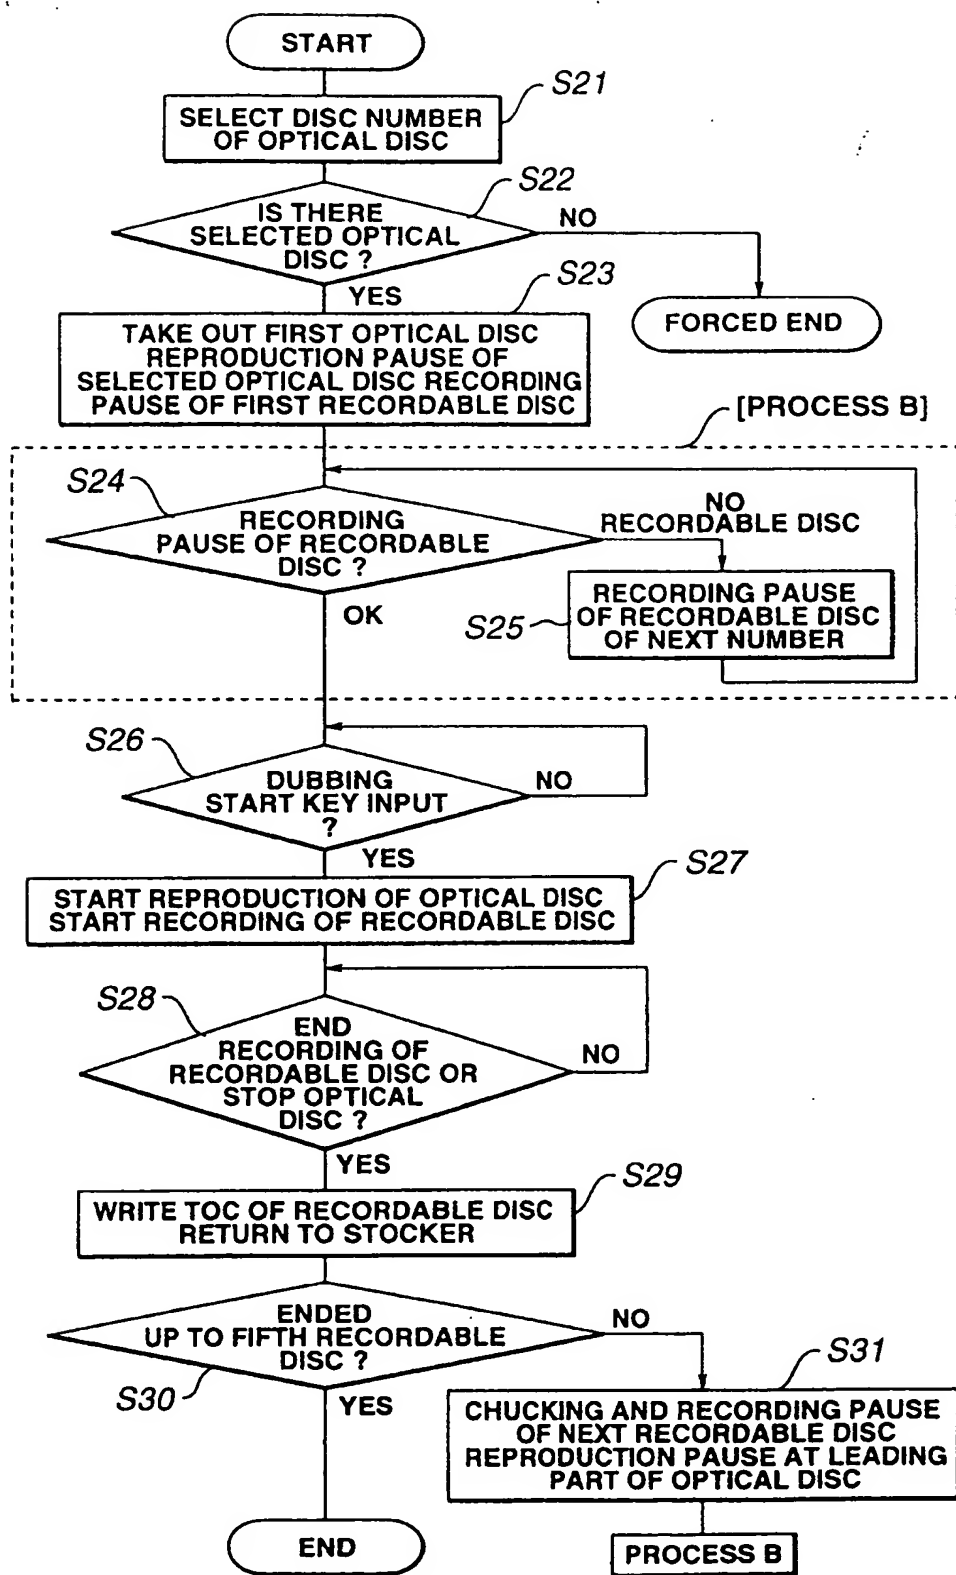 START
S21
SELECT DISC NUMBER
OF OPTICAL DISC
S22
IS THERE
SELECTED OPTICAL
DISC ?
NO
YES
S23
FORCED END
TAKE OUT FIRST OPTICAL DISC
REPRODUCTION PAUSE OF
SELECTED OPTICAL DISC RECORDING
PAUSE OF FIRST RECORDABLE DISC
[PROCESS B]
S24
RECORDING
PAUSE OF RECORDABLE
DISC ?
NO
RECORDABLE DISC
OK
S25
RECORDING PAUSE
OF RECORDABLE DISC
OF NEXT NUMBER
S26
DUBBING
START KEY INPUT
?
NO
YES
S27
START REPRODUCTION OF OPTICAL DISC
START RECORDING OF RECORDABLE DISC
S28
END
RECORDING OF
RECORDABLE DISC OR
STOP OPTICAL
DISC ?
NO
YES
S29
WRITE TOC OF RECORDABLE DISC
RETURN TO STOCKER
ENDED
UP TO FIFTH RECORDABLE
DISC ?
NO
S30
YES
S31
CHUCKING AND RECORDING PAUSE
OF NEXT RECORDABLE DISC
REPRODUCTION PAUSE AT LEADING
PART OF OPTICAL DISC
END
PROCESS B